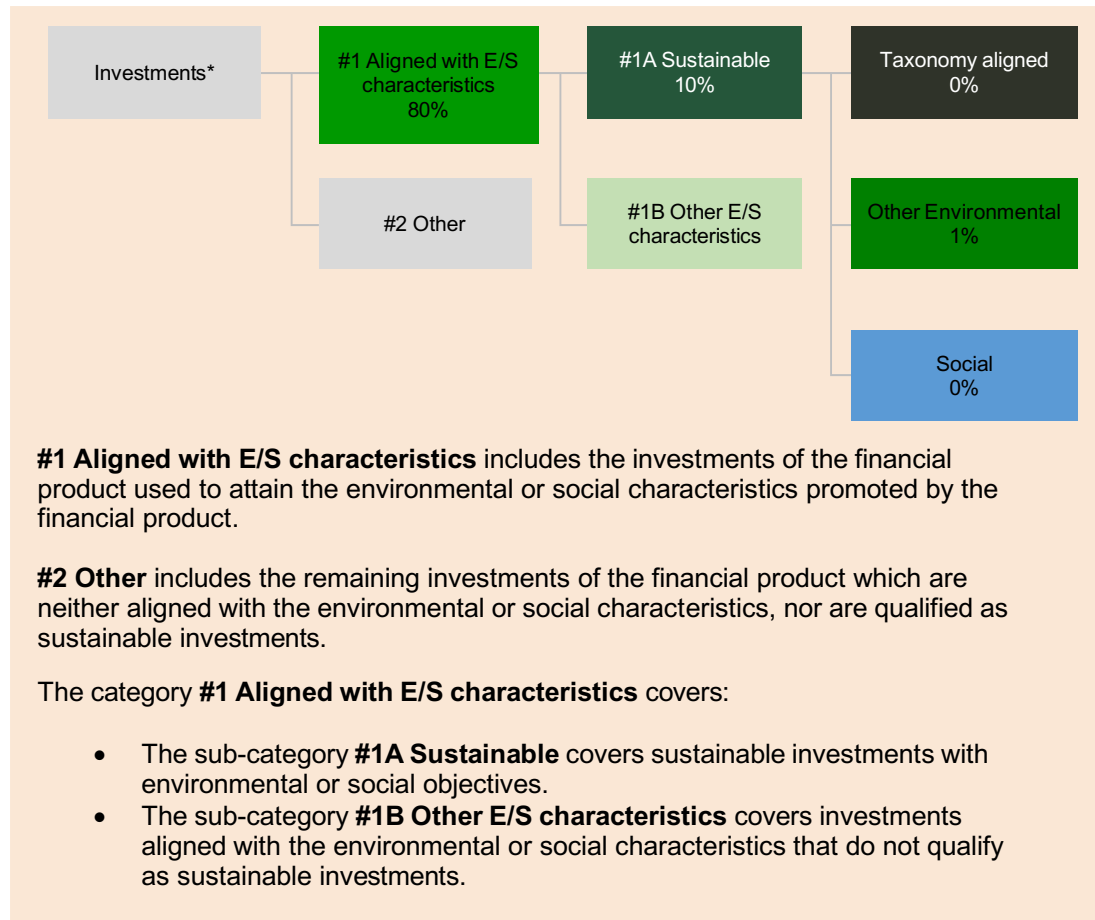 Investments*
#1 Aligned with E/S
characteristics
80%
#1A Sustainable
10%
Taxonomy aligned
0%
#2 Other
#1B Other E/S
characteristics
Other Environmental
1%
Social
0%
#1 Aligned with E/S characteristics includes the investments of the financial
product used to attain the environmental or social characteristics promoted by the
financial product.
#2 Other includes the remaining investments of the financial product which are
neither aligned with the environmental or social characteristics, nor are qualified as
sustainable investments.
The category #1 Aligned with E/S characteristics covers:
• The sub-category #1A Sustainable covers sustainable investments with
environmental or social objectives.
• The sub-category #1B Other E/S characteristics covers investments
aligned with the environmental or social characteristics that do not qualify
as sustainable investments.